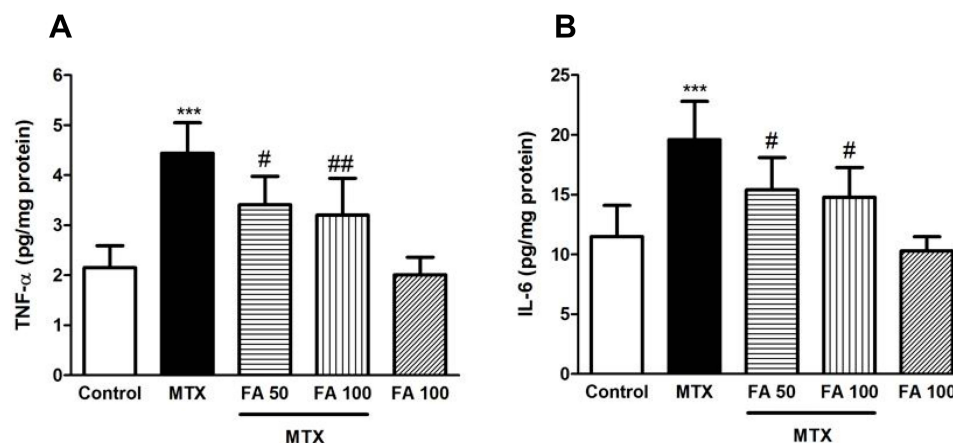 A
TNF-α (pg/mg protein)
6
5
4
3
2
1
0
***
#
##
Control MTX FA 50 FA 100 FA 100
MTX
B
IL-6 (pg/mg protein)
25
20
15
10
5
0
***
#
#
Control MTX FA 50 FA 100 FA 100
MTX